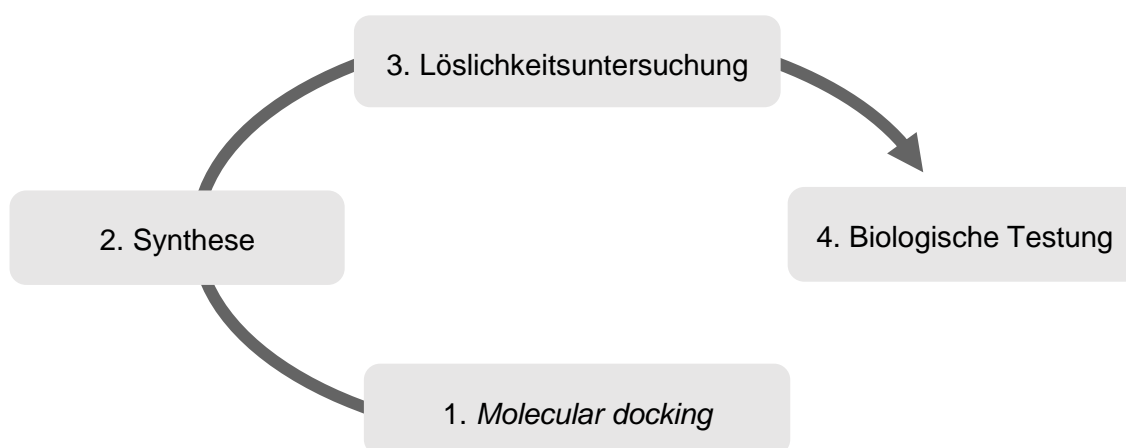 3. Löslichkeitsuntersuchung
2. Synthese
4. Biologische Testung
1. Molecular docking